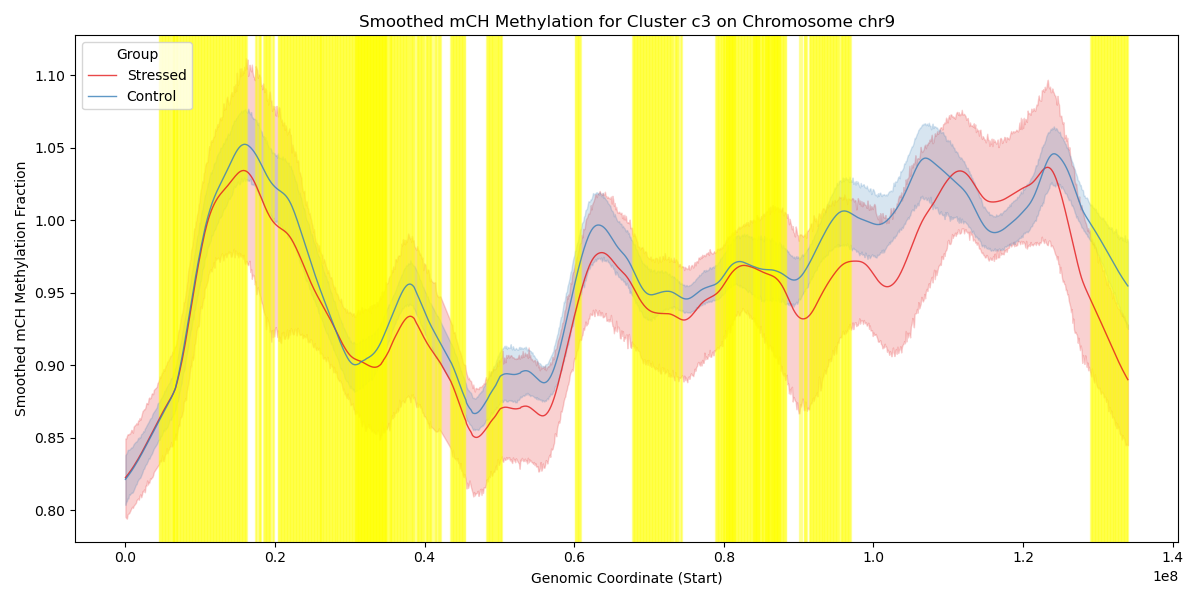 Smoothed mCH Methylation for Cluster c3 on Chromosome chr9
Group
Stressed
Control
Smoothed mCH Methylation Fraction
1.10
1.05
1.00
0.95
0.90
0.85
0.80
0.0 0.2 0.4 0.6 0.8 1.0 1.2 1.4
1e8
Genomic Coordinate (Start)